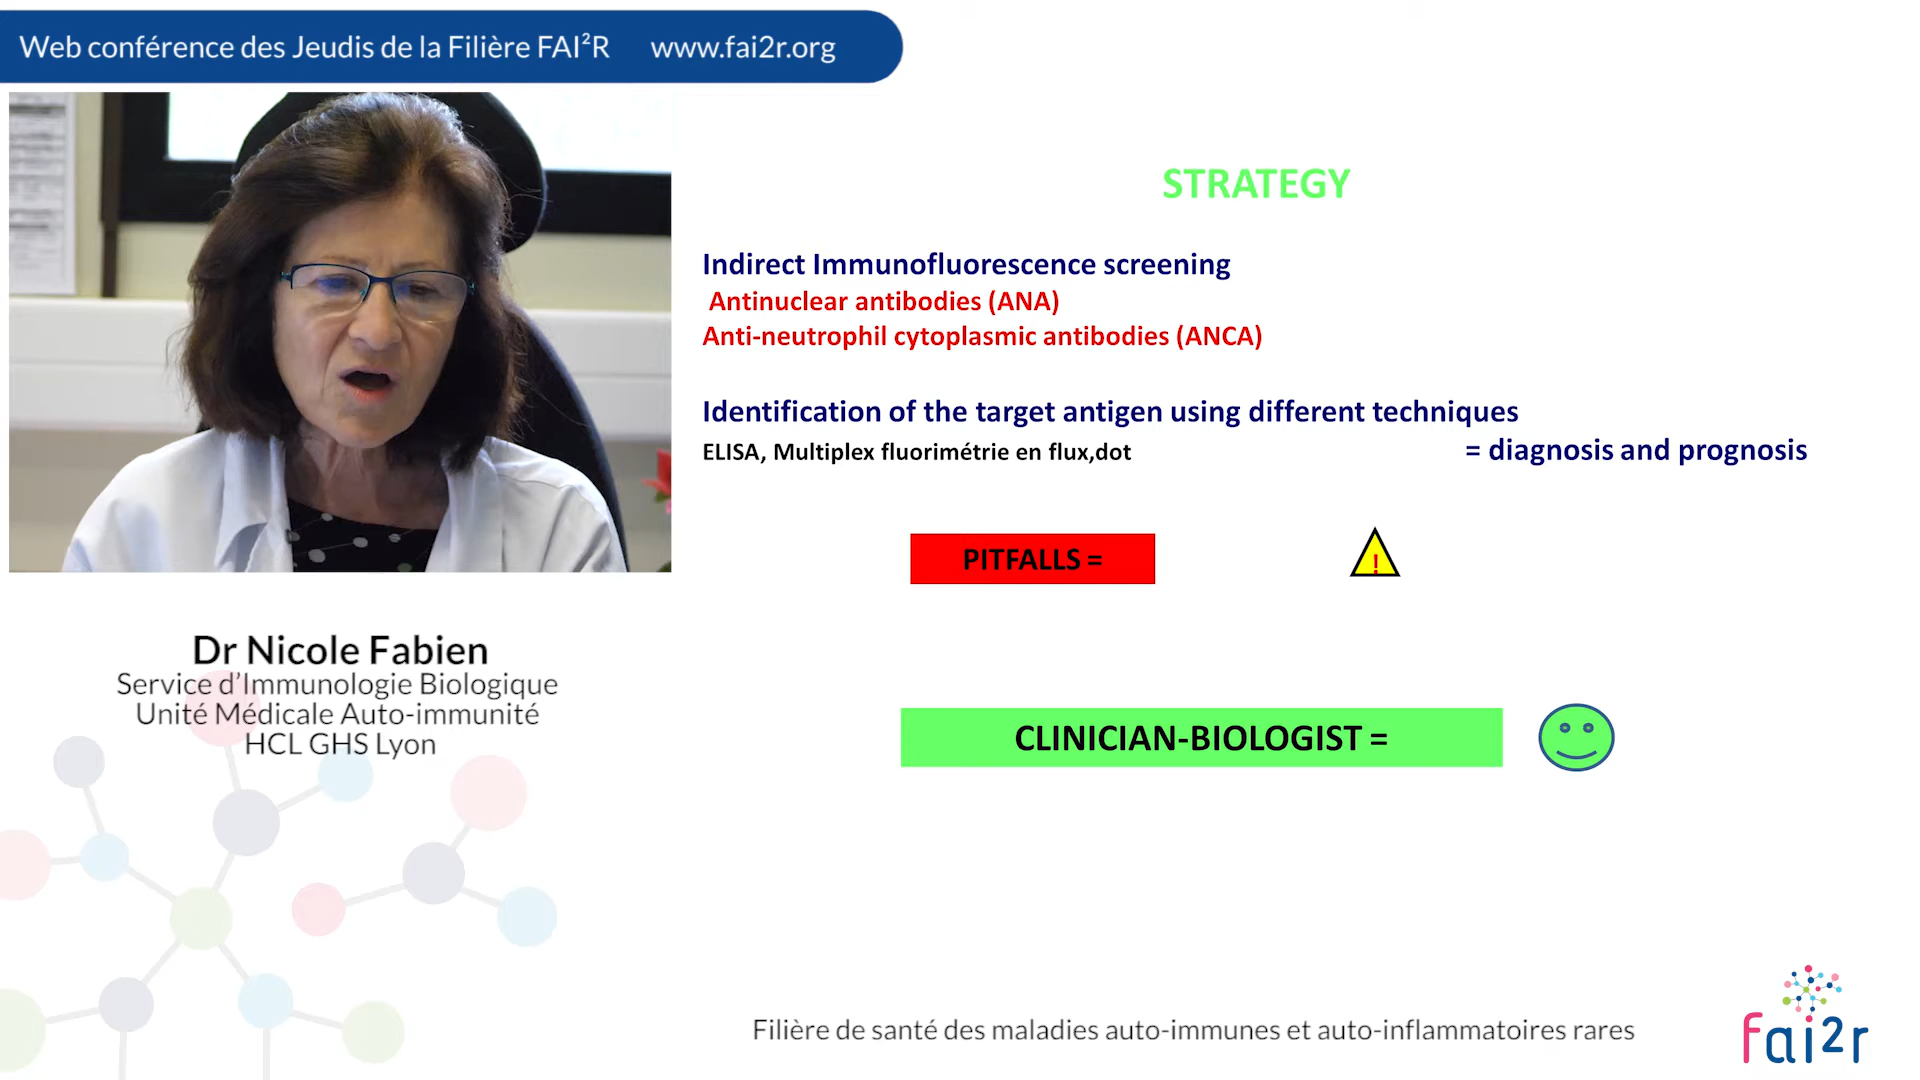 Web conférence des Jeudis de la Filière FAI²R www.fai2r.org
STRATEGY
Indirect Immunofluorescence screening
Antinuclear antibodies (ANA)
Anti-neutrophil cytoplasmic antibodies (ANCA)
Identification of the target antigen using different techniques
ELISA, Multiplex fluorimétrie en flux,dot
= diagnosis and prognosis
PITFALLS =
!
CLINICIAN-BIOLOGIST =
Dr Nicole Fabien
Service d'Immunologie Biologique
Unité Médicale Auto-immunité
HCL GHS Lyon
Filière de santé des maladies auto-immunes et auto-inflammatoires rares
fai2r